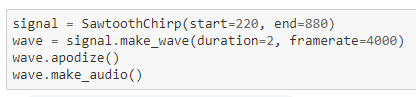 signal = SawtoothChirp(start=220, end=880)
wave = signal.make_wave(duration=2, framerate=4000)
wave.apodize()
wave.make_audio()